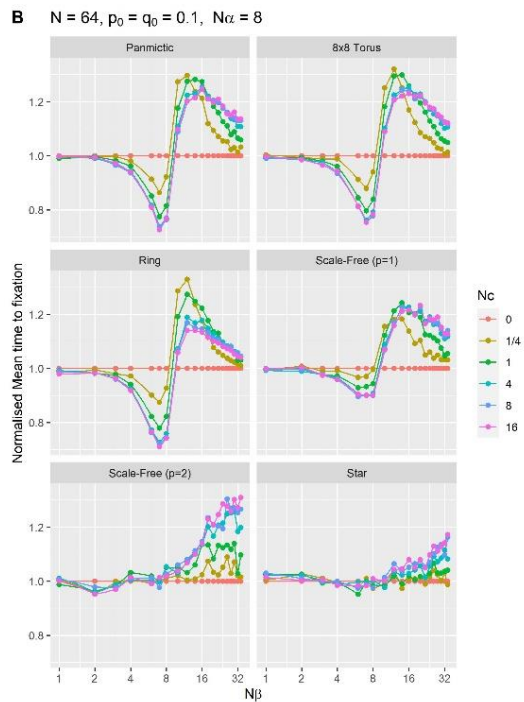 B N = 64, p₀ = q₀ = 0.1, Nα = 8
Panmictic
8x8 Torus
1.2
1.0
0.8
Ring
Scale-Free (p=1)
1.2
1.0
0.8
Scale-Free (p=2)
Star
1.2
1.0
0.8
1 2 4 8 16 32
1 2 4 8 16 32
Nβ
Normalised Mean time to fixation
Nc
0
1/4
1
4
8
16